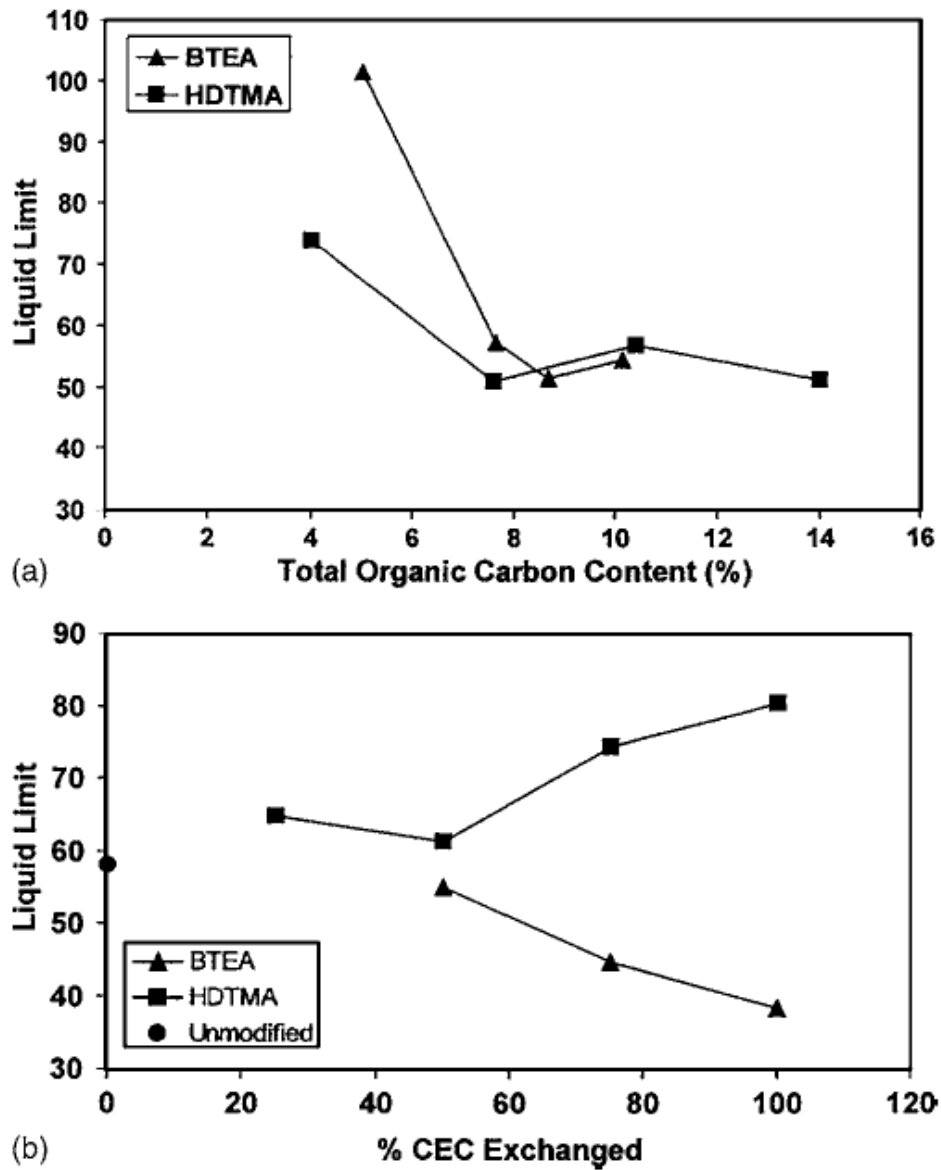 110
100
90
80
70
60
50
40
30
Liquid Limit
BTEA
HDTMA
0 2 4 6 8 10 12 14 16
(a) Total Organic Carbon Content (%)
90
80
70
60
50
40
30
Liquid Limit
BTEA
HDTMA
Unmodified
0 20 40 60 80 100 120
(b) % CEC Exchanged